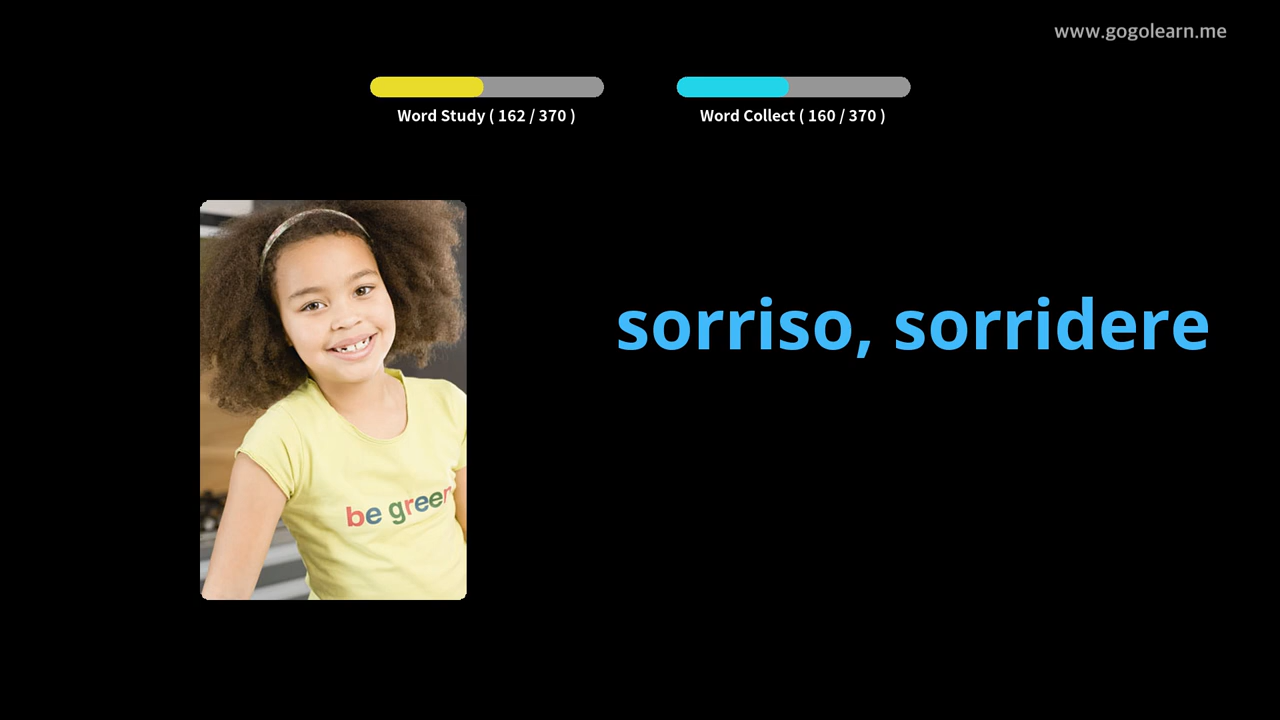 www.gogolearn.me
Word Study ( 162 / 370 )
Word Collect ( 160 / 370 )
sorriso, sorridere
be green